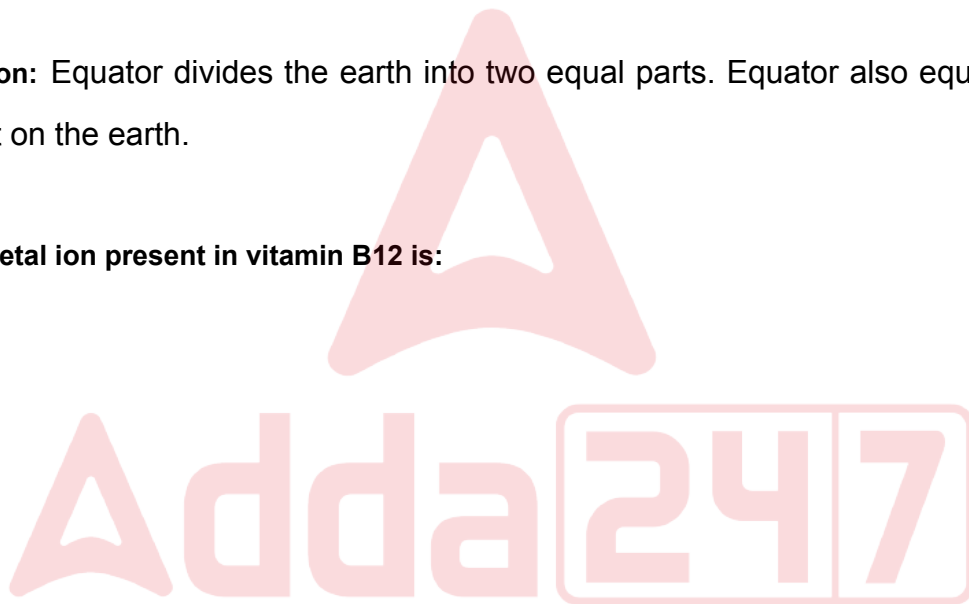 on: Equator divides the earth into two equal parts. Equator also equ
on the earth.
etal ion present in vitamin B12 is:
Adda247